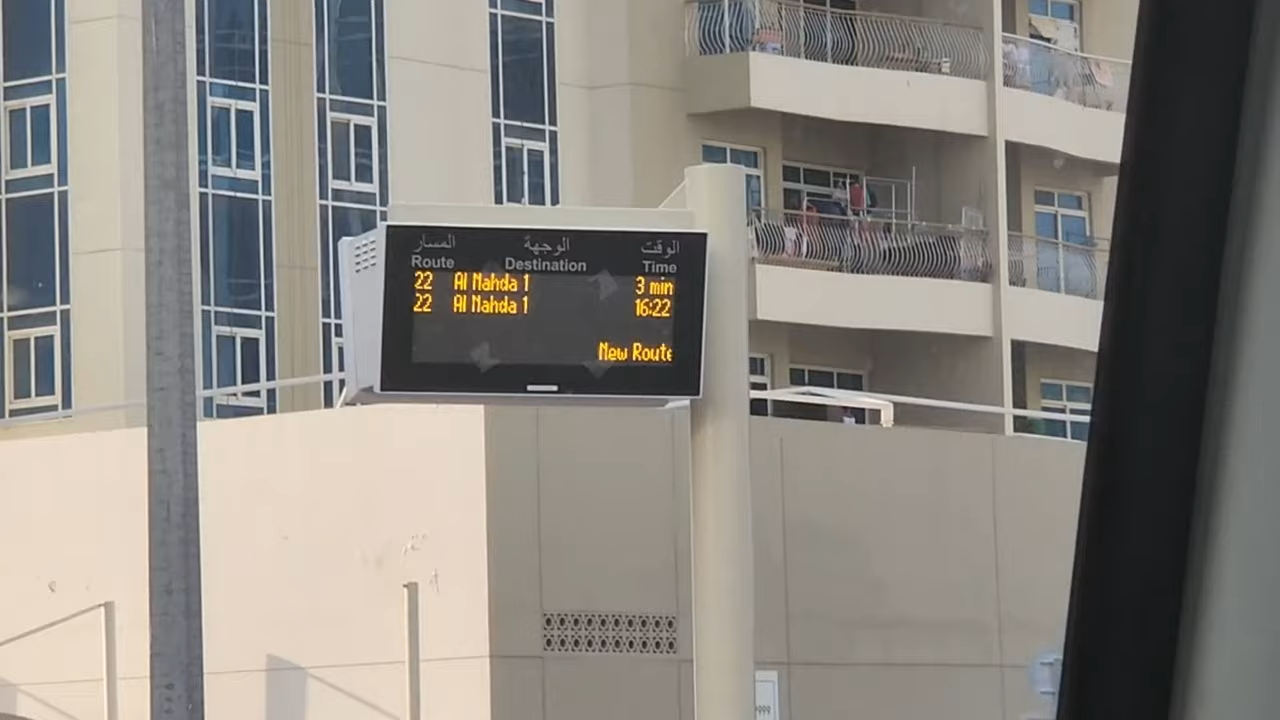 المسار الوجهة الوقت
Route Destination Time
22 Al Nahda 1 3 min
22 Al Nahda 1 16:22
New Route